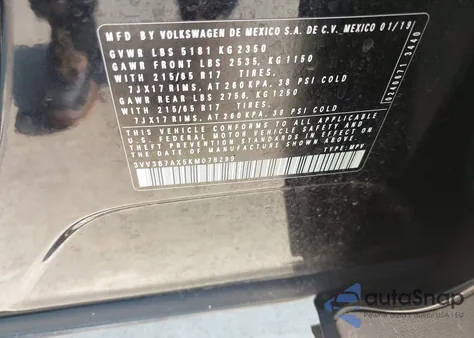 MFD BY VOLKSWAGEN DE MEXICO S.A. DE C.V. MEXICO 01/19
GVWR LBS 5181 KG 2350
GAWR FRONT LBS 2535, KG 1150
WITH 215/65 R17 TIRES,
7JX17 RIMS, AT 260 KPA, 38 PSI COLD
GAWR REAR LBS 2756, KG 1250
WITH 215/65 R17 TIRES,
7JX17 RIMS, AT 260 KPA, 38 PSI COLD
THIS VEHICLE CONFORMS TO ALL APPLICABLE
U.S. FEDERAL MOTOR VEHICLE SAFETY AND
THEFT PREVENTION STANDARDS IN EFFECT
ON THE DATE OF MANUFACTURE SHOWN ABOVE.
3VV3B7AX5KM078299 TYPE: MPV
autoSnap